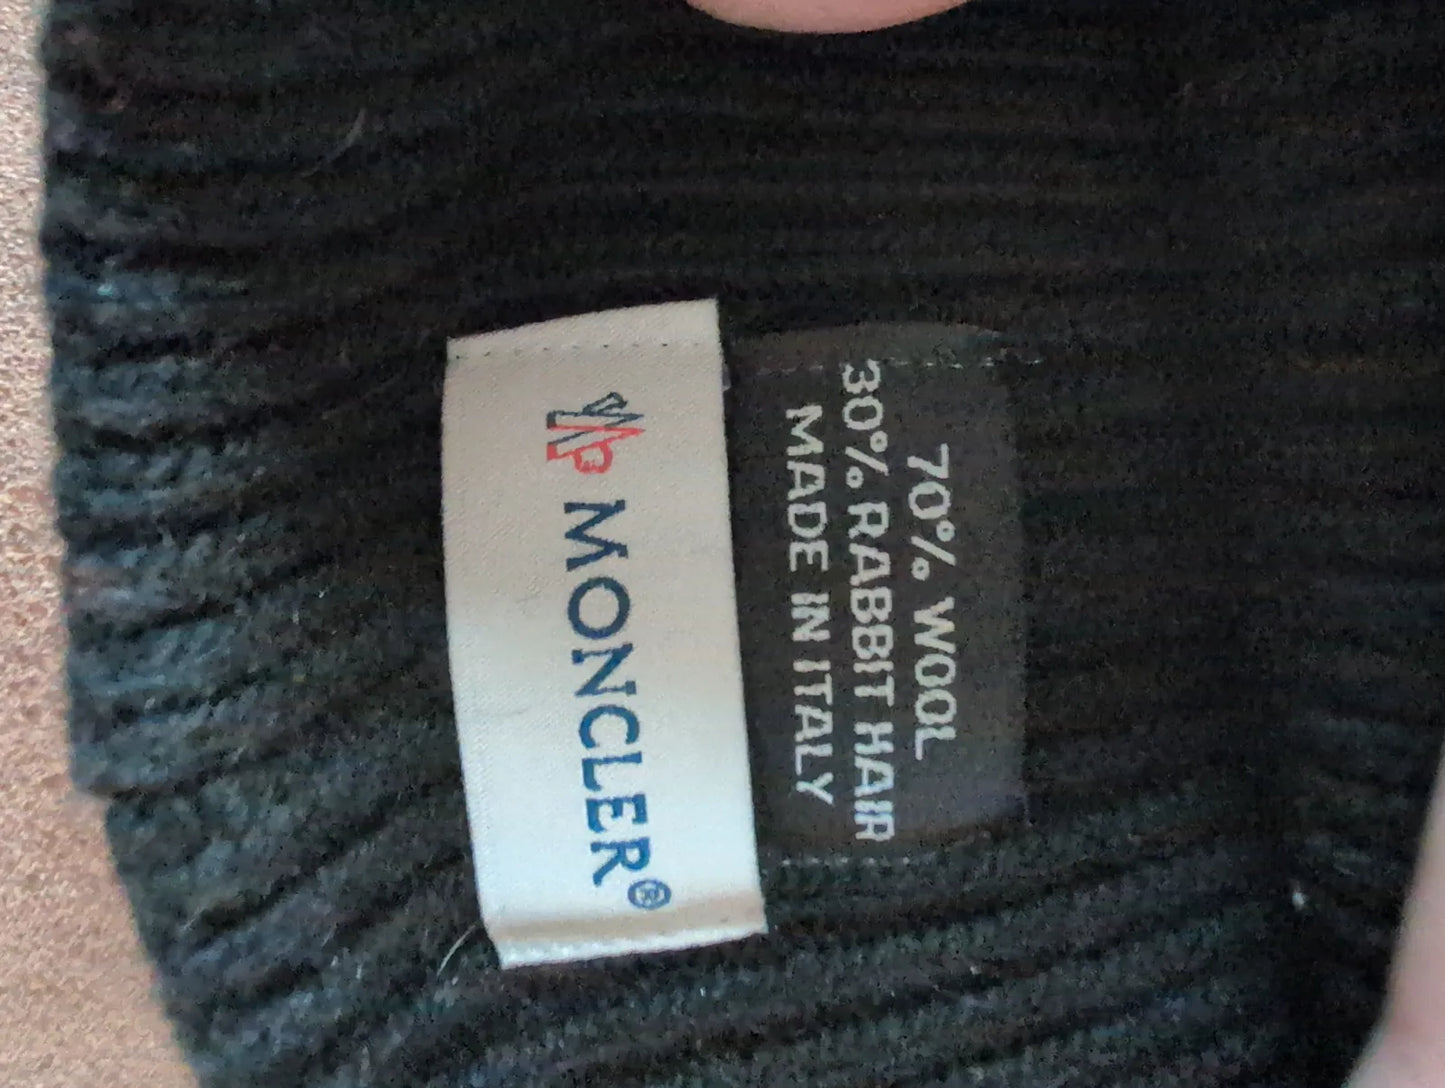 MONCLER®
70% WOOL
30% RABBIT HAIR
MADE IN ITALY